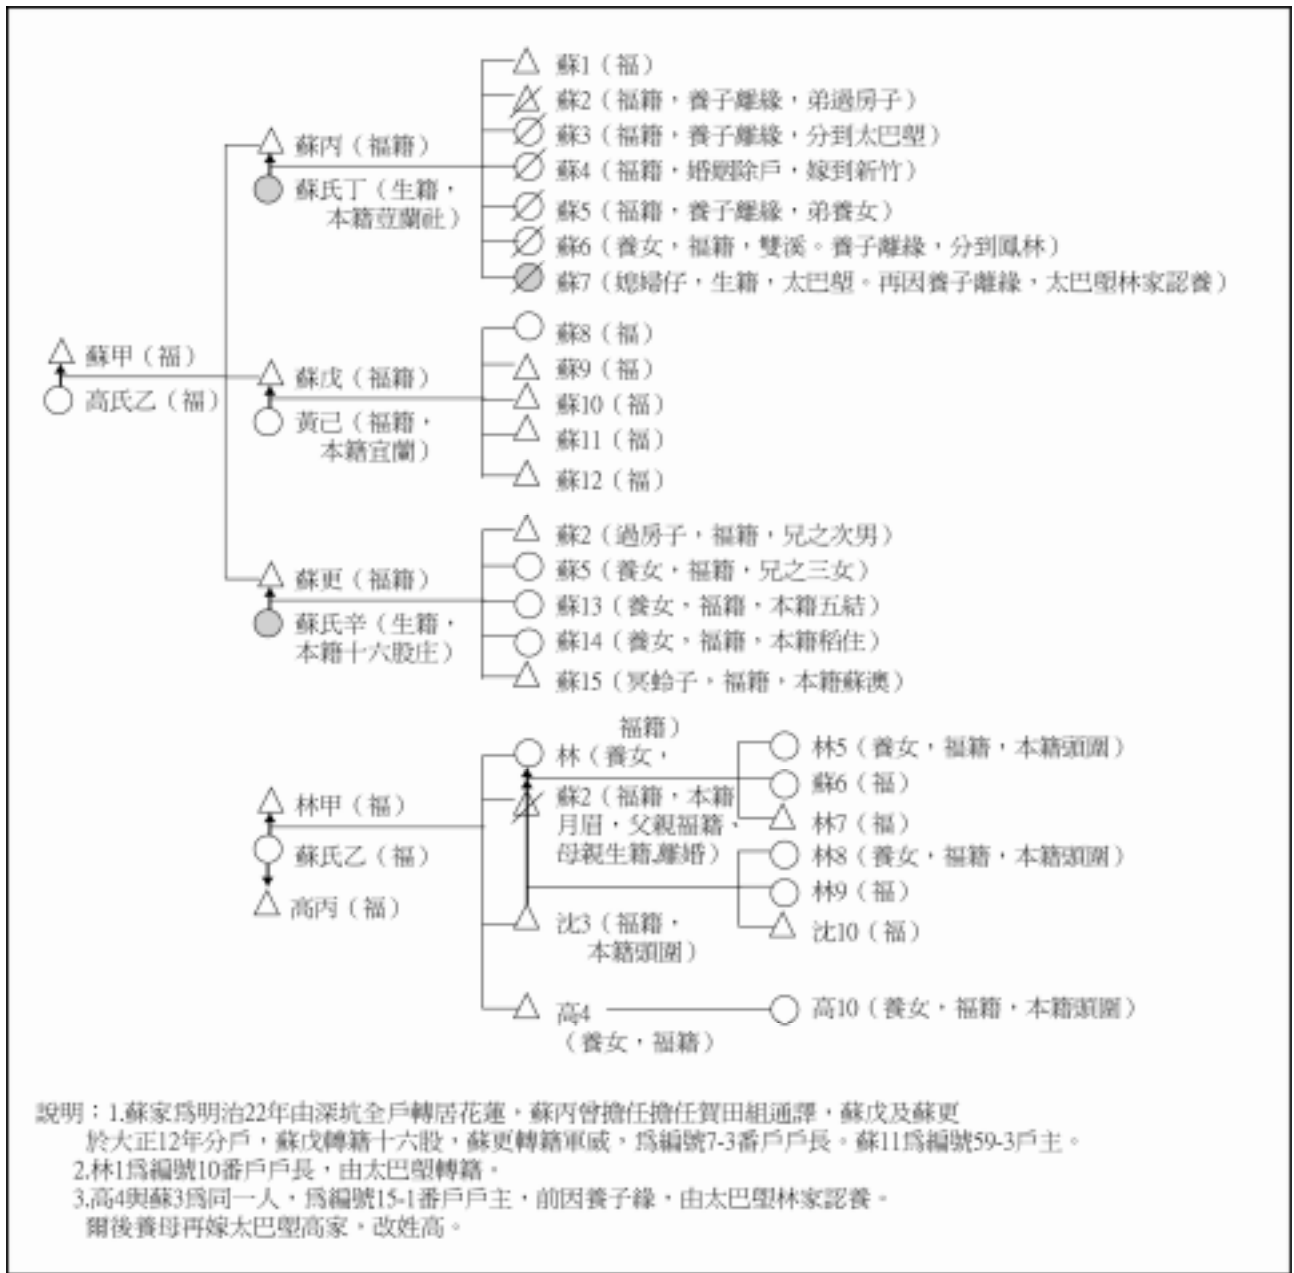 蘇1（福）
蘇2（福籍，養子離緣，弟過房子）
蘇3（福籍，養子離緣，分到太巴塱）
蘇4（福籍，婚姻除戶，嫁到新竹）
蘇5（福籍，養子離緣，弟養女）
蘇6（養女，福籍，雙溪。養子離緣，分到鳳林）
蘇7（媳婦仔，生籍，太巴塱。再因養子離緣，太巴塱林家認養）
蘇丙（福籍）
蘇氏丁（生籍，
本籍荳蘭社）
蘇甲（福）
高氏乙（福）
蘇戊（福籍）
黃己（福籍，
本籍宜蘭）
蘇8（福）
蘇9（福）
蘇10（福）
蘇11（福）
蘇12（福）
蘇更（福籍）
蘇氏辛（生籍，
本籍十六股庄）
蘇2（過房子，福籍，兄之次男）
蘇5（養女，福籍，兄之三女）
蘇13（養女，福籍，本籍五結）
蘇14（養女，福籍，本籍稻住）
蘇15（冥蛉子，福籍，本籍蘇澳）
林甲（福）
蘇氏乙（福）
高丙（福）
福籍）
林（養女，
蘇2（福籍，本籍
月眉，父親福籍、
母親生籍,離婚）
沈3（福籍，
本籍頭圍）
高4
（養女，福籍）
林5（養女，福籍，本籍頭圍）
蘇6（福）
林7（福）
林8（養女，福籍，本籍頭圍）
林9（福）
沈10（福）
高10（養女，福籍，本籍頭圍）
說明：1.蘇家爲明治22年由深坑全戶轉居花蓮，蘇丙曾擔任擔任賀田組通譯，蘇戊及蘇更
於大正12年分戶，蘇戊轉籍十六股，蘇更轉籍軍威，爲編號7-3番戶戶長。蘇11爲編號59-3戶主。
2.林1爲編號10番戶戶長，由太巴塱轉籍。
3.高4與蘇3爲同一人，爲編號15-1番戶戶主，前因養子緣，由太巴塱林家認養。
爾後養母再嫁太巴塱高家，改姓高。